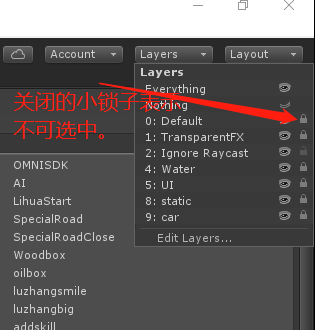 Account
Layers
Layout
Layers
Everything
Nothing
关闭的小锁子表
不可选中。
0: Default
1: TransparentFX
2: Ignore Raycast
4: Water
5: UI
8: static
9: car
Edit Layers...
OMNISDK
AI
LihuaStart
SpecialRoad
SpecialRoadClose
Woodbox
oilbox
luzhangsmile
luzhangbig
addskill